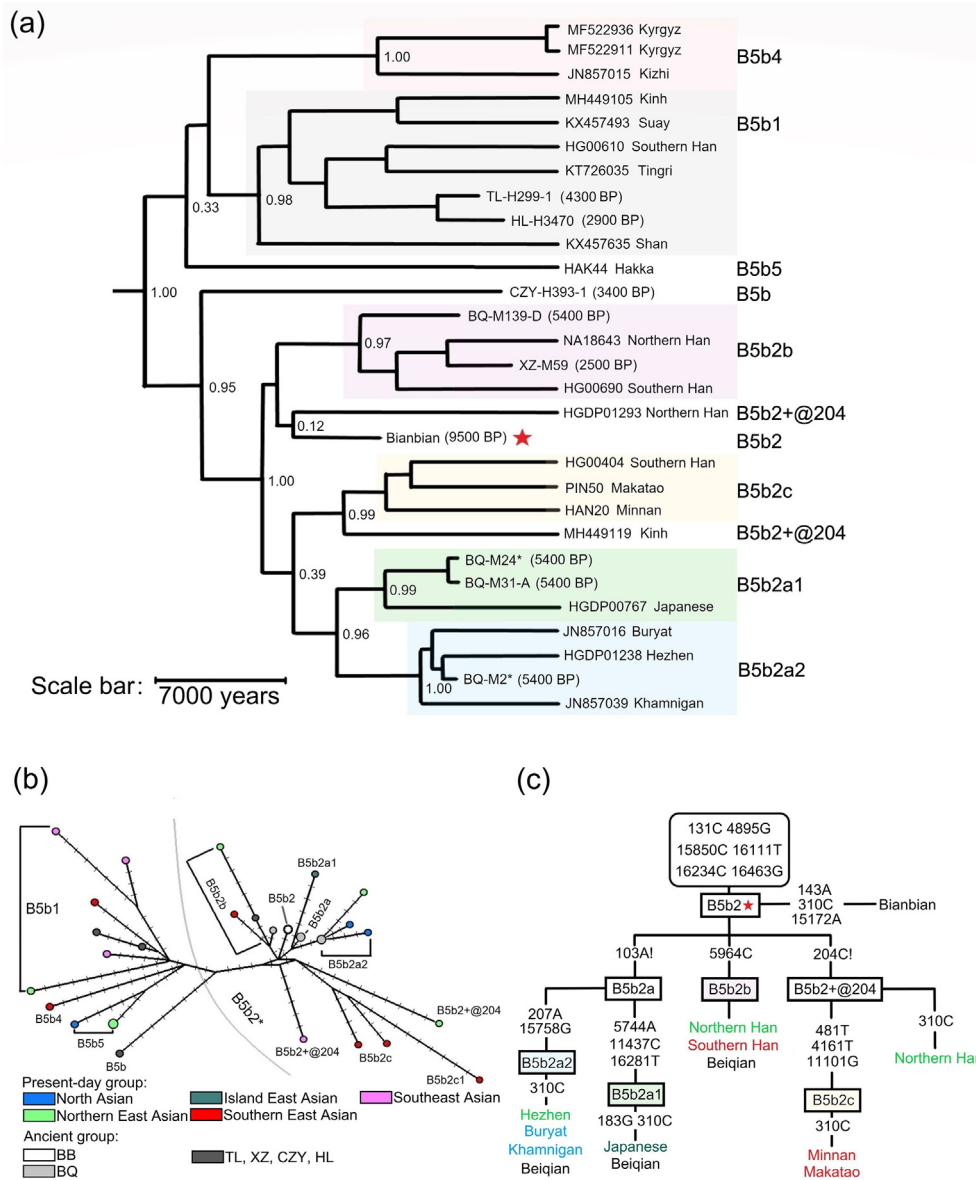 (a)
MF522936 Kyrgyz
MF522911 Kyrgyz
B5b4
1.00
JN857015 Kizhi
MH449105 Kinh
B5b1
KX457493 Suay
HG00610 Southern Han
KT726035 Tingri
TL-H299-1 (4300 BP)
0.98
0.33
HL-H3470 (2900 BP)
KX457635 Shan
HAK44 Hakka
B5b5
1.00
CZY-H393-1 (3400 BP)
B5b
BQ-M139-D (5400 BP)
NA18643 Northern Han
0.97
B5b2b
XZ-M59 (2500 BP)
0.95
HG00690 Southern Han
HGDP01293 Northern Han
B5b2+@204
0.12
Bianbian (9500 BP)
B5b2
HG00404 Southern Han
1.00
PIN50 Makatao
B5b2c
0.99
HAN20 Minnan
MH449119 Kinh
B5b2+@204
BQ-M24* (5400 BP)
0.39
BQ-M31-A (5400 BP)
B5b2a1
0.99
HGDP00767 Japanese
JN857016 Buryat
0.96
HGDP01238 Hezhen
B5b2a2
BQ-M2* (5400 BP)
1.00
JN857039 Khamnigan
Scale bar:
7000 years
(b)
B5b1
B5b2b
B5b2
B5b2a1
B5b2a
B5b2a2
B5b4
B5b5
B5b
B5b2*
B5b2+@204
B5b2c
B5b2+@204
B5b2c1
Present-day group:
North Asian
Island East Asian
Southeast Asian
Northern East Asian
Southern East Asian
Ancient group:
BB
TL, XZ, CZY, HL
BQ
(c)
131C 4895G
15850C 16111T
16234C 16463G
B5b2
143A
310C
15172A
Bianbian
103A!
5964C
204C!
B5b2a
B5b2b
B5b2+@204
207A
15758G
B5b2a2
310C
Hezhen
Buryat
Khamnigan
Beiqian
5744A
11437C
16281T
B5b2a1
183G 310C
Japanese
Beiqian
Northern Han
Southern Han
Beiqian
481T
4161T
11101G
B5b2c
310C
Minnan
Makatao
310C
Northern Han